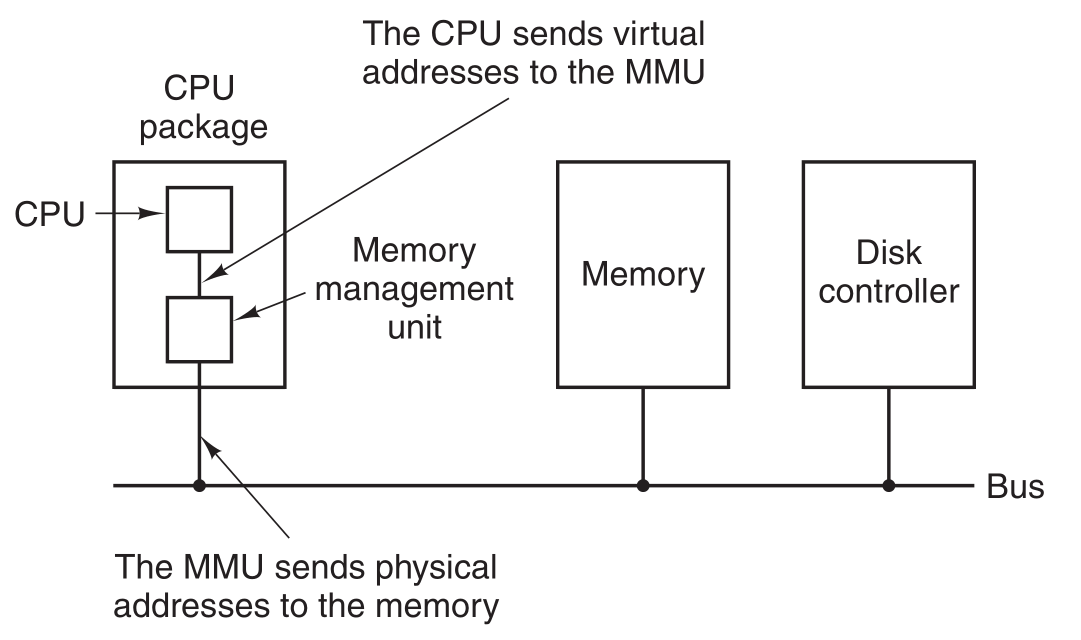 The CPU sends virtual
addresses to the MMU
CPU
package
CPU
Memory
management
unit
Memory
Disk
controller
Bus
The MMU sends physical
addresses to the memory